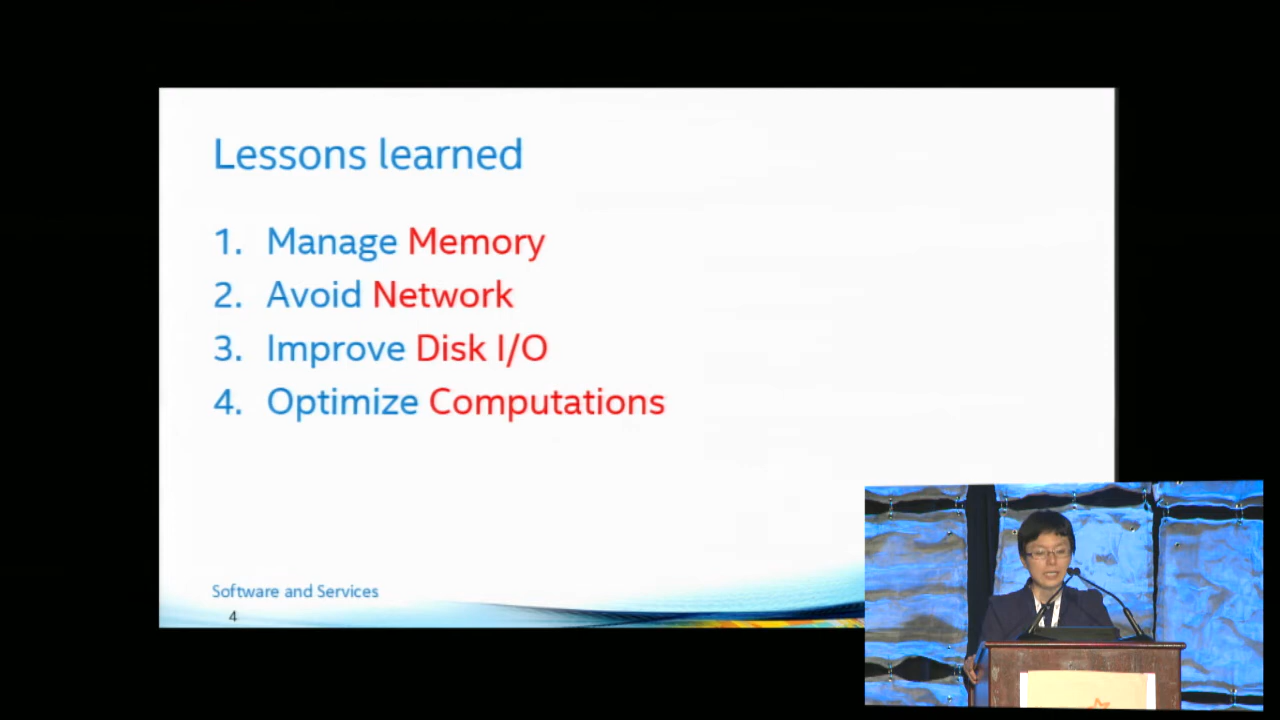 Lessons learned
1. Manage Memory
2. Avoid Network
3. Improve Disk I/O
4. Optimize Computations
Software and Services
4